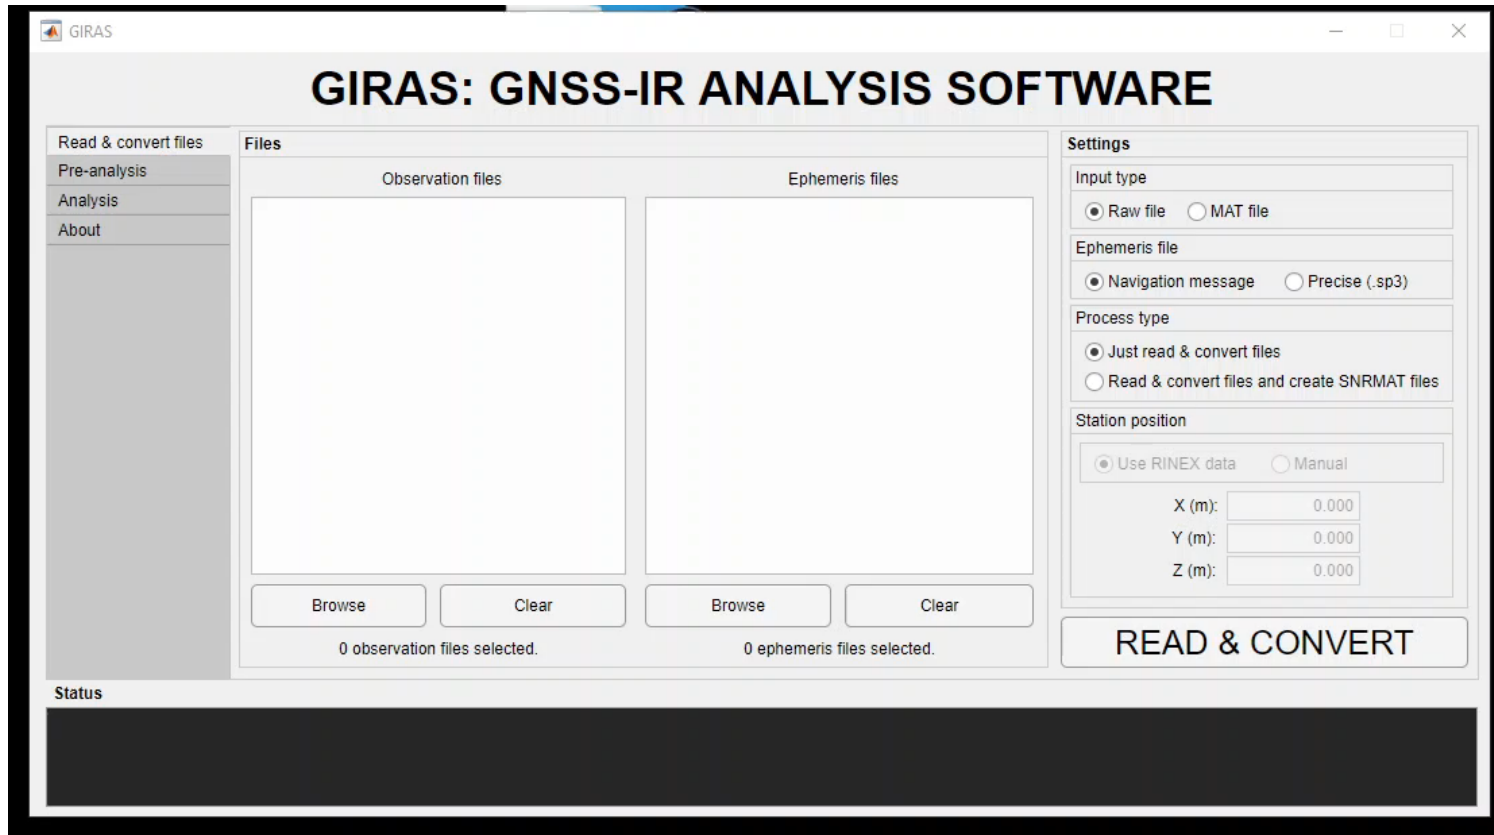 GIRAS
GIRAS: GNSS-IR ANALYSIS SOFTWARE
Read & convert files
Pre-analysis
Analysis
About
Files
Observation files
Ephemeris files
Browse
Clear
Browse
Clear
0 observation files selected.
0 ephemeris files selected.
Settings
Input type
Raw file
MAT file
Ephemeris file
Navigation message
Precise (.sp3)
Process type
Just read & convert files
Read & convert files and create SNRMAT files
Station position
Use RINEX data
Manual
X (m): 0.000
Y (m): 0.000
Z (m): 0.000
READ & CONVERT
Status